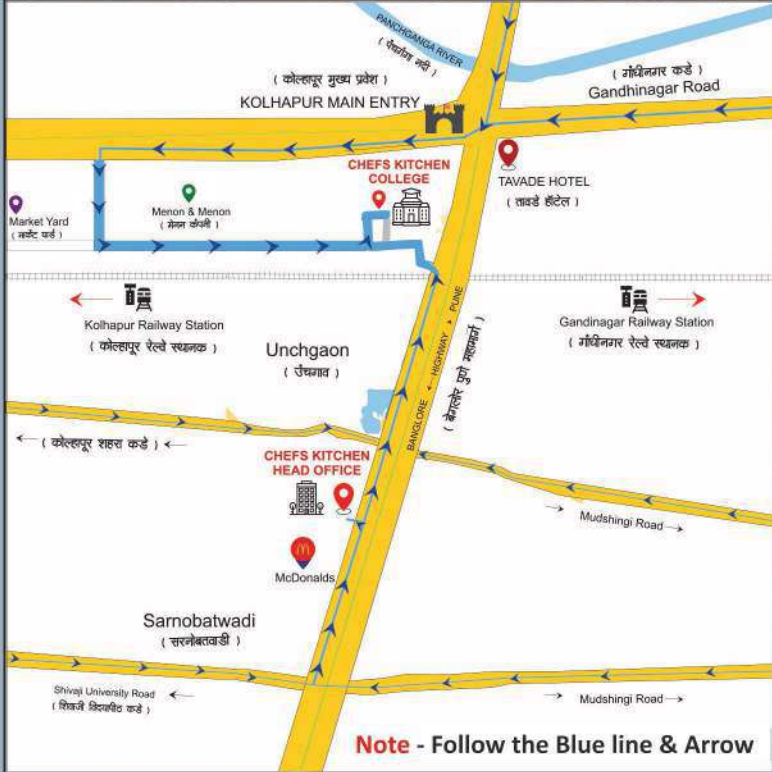 PANCHGANGA RIVER
( पंचगंगा नदी )
( कोल्हापूर मुख्य प्रवेश )
KOLHAPUR MAIN ENTRY
( गांधीनगर कडे )
Gandhinagar Road
CHEFS KITCHEN
COLLEGE
TAVADE HOTEL
( तावडे हॉटेल )
Market Yard
( मार्केट यार्ड )
Menon & Menon
( मेनन कंपनी )
Kolhapur Railway Station
( कोल्हापूर रेल्वे स्थानक )
Gandinagar Railway Station
( गांधीनगर रेल्वे स्थानक )
Unchgaon
( उंचगाव )
BANGLORE ← HIGHWAY → PUNE
( बेंगलोर पुणे महामार्ग )
← ( कोल्हापूर शहरा कडे ) ←
CHEFS KITCHEN
HEAD OFFICE
→ Mudshingi Road →
McDonalds
Sarnobatwadi
( सरनोबतवाडी )
Shivaji University Road ←
( शिवाजी विद्यापीठ कडे )
→ Mudshingi Road →
Note - Follow the Blue line & Arrow